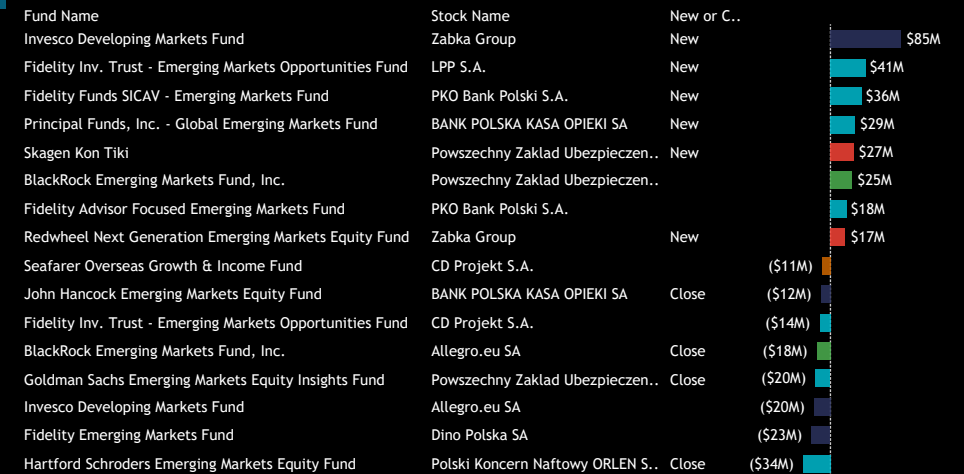 Fund Name Stock Name New or C..
Invesco Developing Markets Fund Zabka Group New $85M
Fidelity Inv. Trust - Emerging Markets Opportunities Fund LPP S.A. New $41M
Fidelity Funds SICAV - Emerging Markets Fund PKO Bank Polski S.A. New $36M
Principal Funds, Inc. - Global Emerging Markets Fund BANK POLSKA KASA OPIEKI SA New $29M
Skagen Kon Tiki Powszechny Zaklad Ubezpieczen.. New $27M
BlackRock Emerging Markets Fund, Inc. Powszechny Zaklad Ubezpieczen.. $25M
Fidelity Advisor Focused Emerging Markets Fund PKO Bank Polski S.A. $18M
Redwheel Next Generation Emerging Markets Equity Fund Zabka Group New $17M
Seafarer Overseas Growth & Income Fund CD Projekt S.A. ($11M)
John Hancock Emerging Markets Equity Fund BANK POLSKA KASA OPIEKI SA Close ($12M)
Fidelity Inv. Trust - Emerging Markets Opportunities Fund CD Projekt S.A. ($14M)
BlackRock Emerging Markets Fund, Inc. Allegro.eu SA Close ($18M)
Goldman Sachs Emerging Markets Equity Insights Fund Powszechny Zaklad Ubezpieczen.. Close ($20M)
Invesco Developing Markets Fund Allegro.eu SA ($20M)
Fidelity Emerging Markets Fund Dino Polska SA ($23M)
Hartford Schroders Emerging Markets Equity Fund Polski Koncern Naftowy ORLEN S.. Close ($34M)